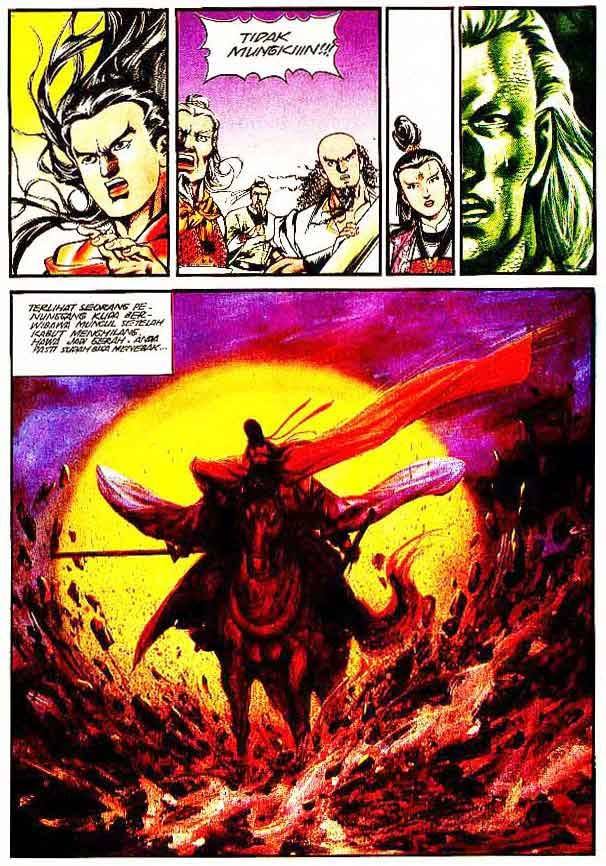 TIDAK
MUNGKIIIN!!!
TERLIHAT SEORANG PE-
NUNGGANG KUDA BER-
WIBAWA MUNCUL SETELAH
KABUT MENGHILANG.
HAWA JADI GERAH. ANDA
PASTI SUDAH BISA MENEBAK...